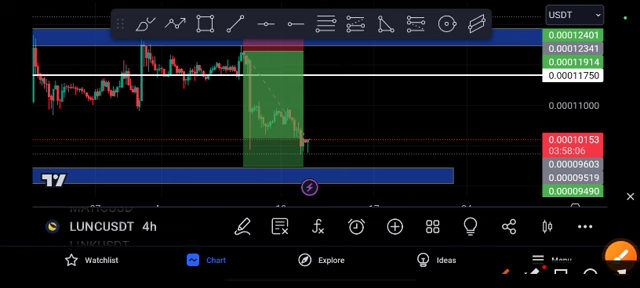 USDT
0.00012401
0.00012341
0.00011914
0.00011750
0.00011000
0.00010153
03:58:06
0.00009603
0.00009519
0.00009490
17
LUNCUSDT 4h
Watchlist
Chart
Explore
Ideas
Menu